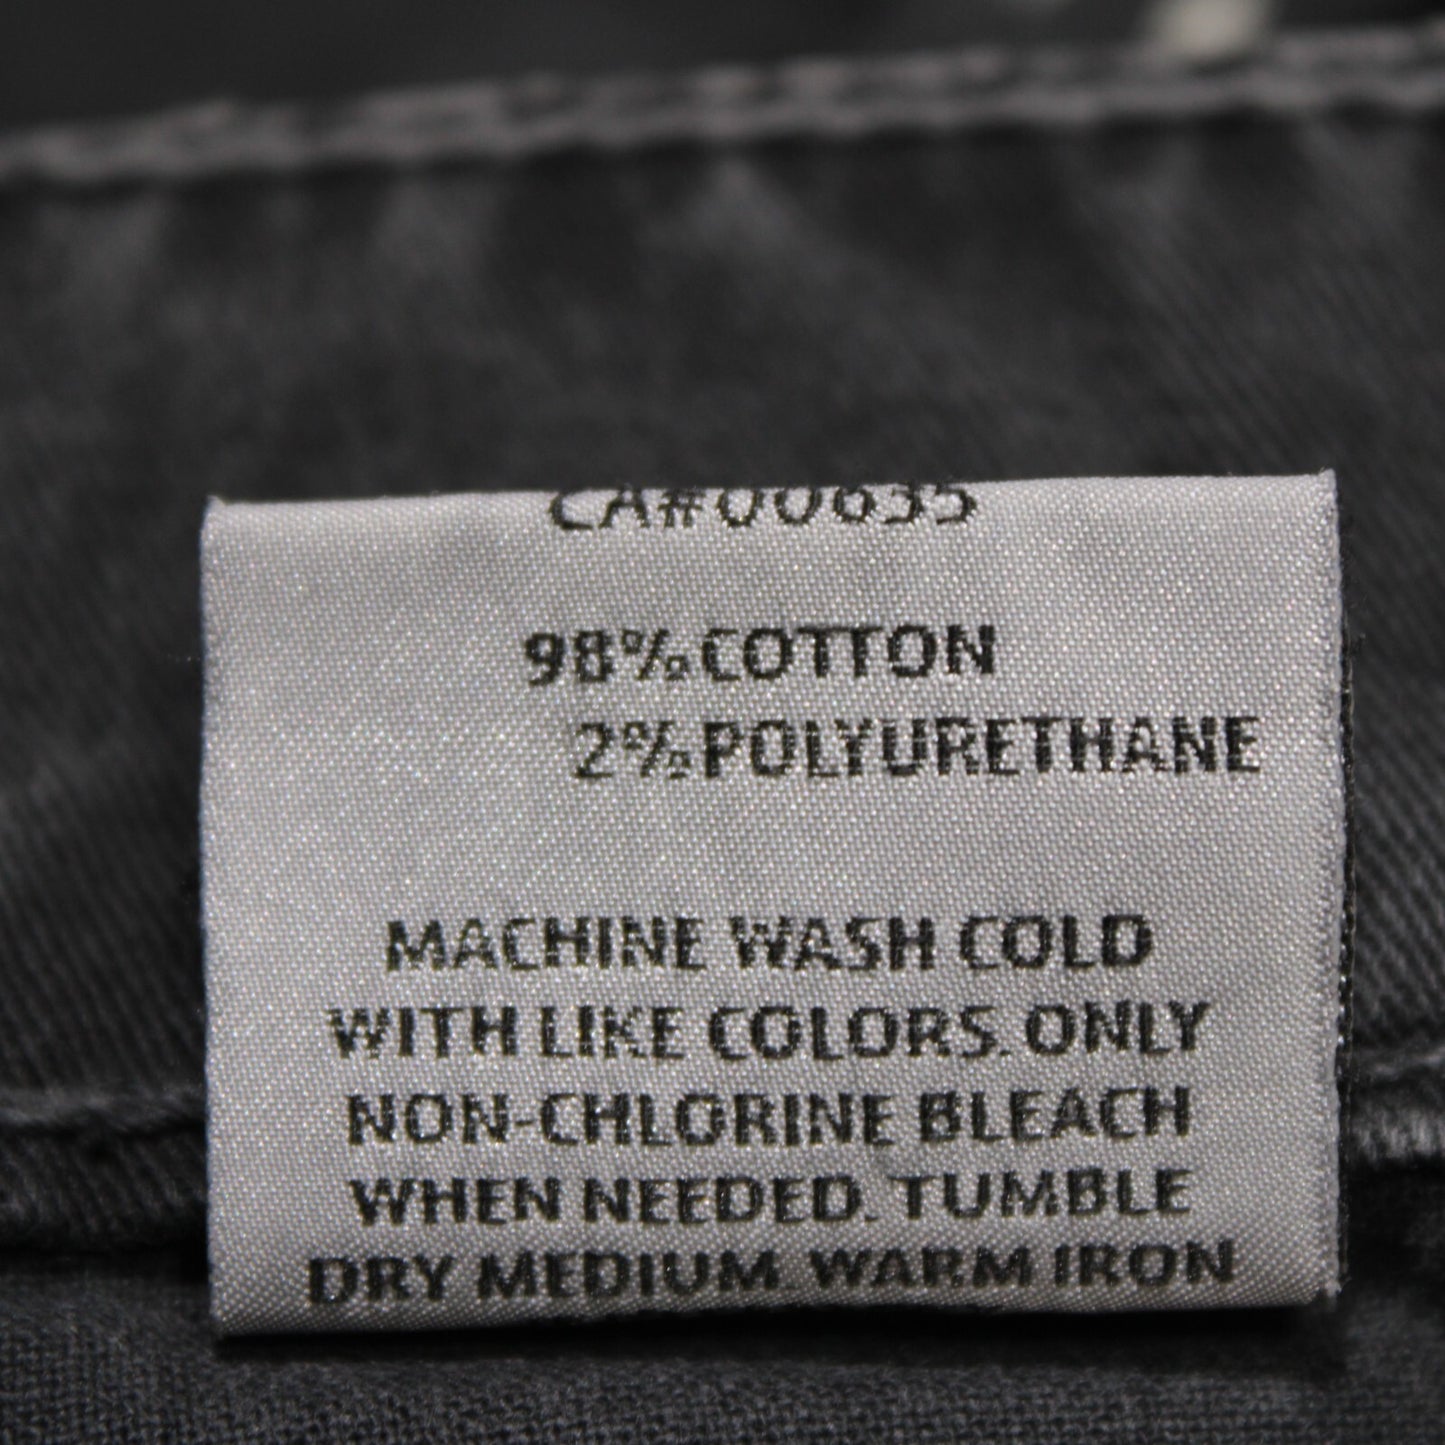 CA#00635
98% COTTON
2% POLYURETHANE
MACHINE WASH COLD
WITH LIKE COLORS. ONLY
NON-CHLORINE BLEACH
WHEN NEEDED. TUMBLE
DRY MEDIUM. WARM IRON